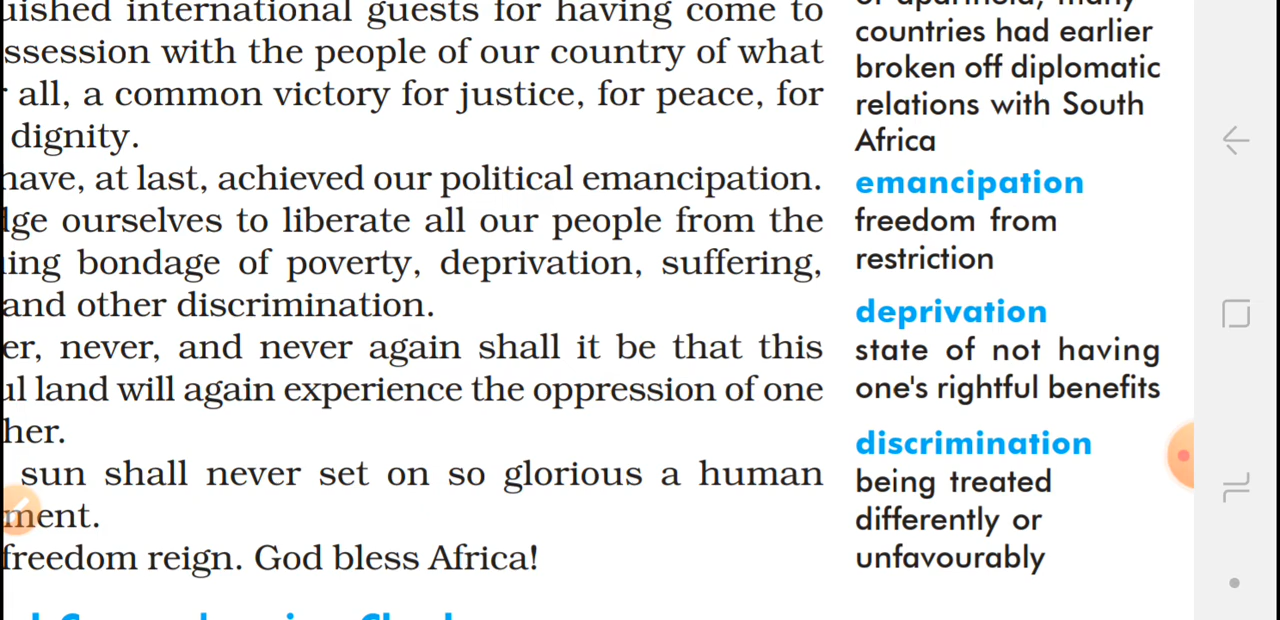 uished international guests for having come to
ssession with the people of our country of what
all, a common victory for justice, for peace, for
dignity.
have, at last, achieved our political emancipation.
dge ourselves to liberate all our people from the
ing bondage of poverty, deprivation, suffering,
and other discrimination.
er, never, and never again shall it be that this
ul land will again experience the oppression of one
her.
sun shall never set on so glorious a human
ment.
freedom reign. God bless Africa!
of apartheid, many
countries had earlier
broken off diplomatic
relations with South
Africa
emancipation
freedom from
restriction
deprivation
state of not having
one's rightful benefits
discrimination
being treated
differently or
unfavourably